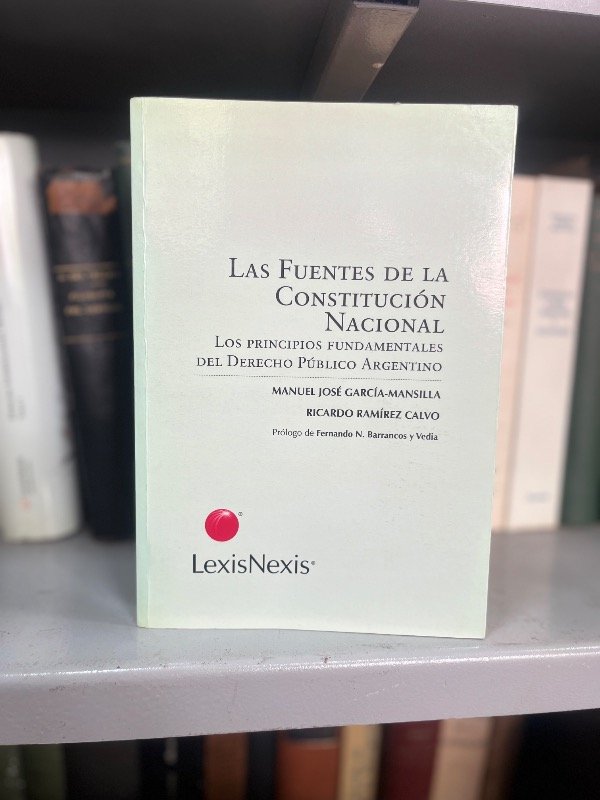 LAS FUENTES DE LA
CONSTITUCIÓN
NACIONAL
LOS PRINCIPIOS FUNDAMENTALES
DEL DERECHO PÚBLICO ARGENTINO
MANUEL JOSÉ GARCÍA-MANSILLA
RICARDO RAMÍREZ CALVO
Prólogo de Fernando N. Barrancos y Vedia
LexisNexis®